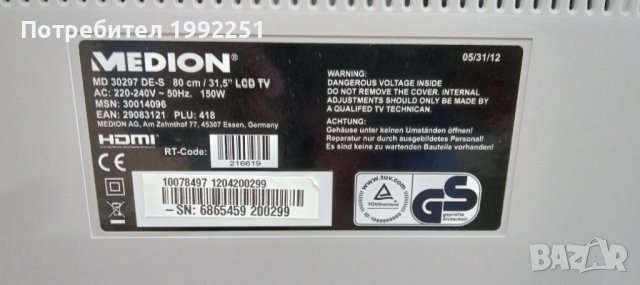 Потребител 1992251
MEDION®
MD 30297 DE-S 80 cm / 31,5" LCD TV
AC: 220-240V ~ 50Hz. 150W
MSN: 30014096
EAN: 29083121 PLU: 418
MEDION AG, Am Zehnthof 77, 45307 Essen, Germany
HDMI
CE
RT-Code:
216619
10078497 1204200299
-SN: 6865459 200299
05/31/12
WARNING:
DANGEROUS VOLTAGE INSIDE
DO NOT REMOVE THE COVER. INTERNAL
ADJUSTMENTS SHOULD ONLY BE MADE BY
A QUALIFIED TECHNICIAN.
ACHTUNG:
Gehäuse unter keinen Umständen öffnen!
Reparatur nur durch ausgebildetes Personal!
Es sind keine zu wartenden Bauteile vorhanden!
www.tuv.com
TÜVRheinland
GS
geprüfte
Sicherheit
BAZAR